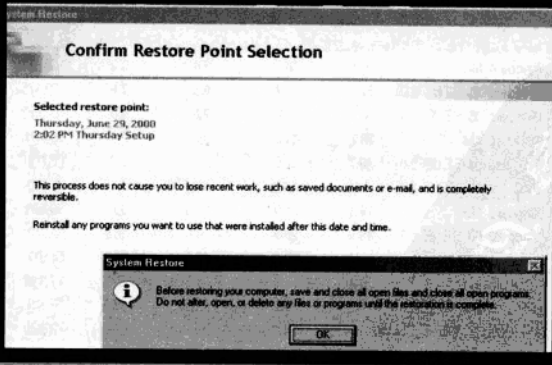 System Restore
Confirm Restore Point Selection
Selected restore point:
Thursday, June 29, 2000
2:02 PM Thursday Setup
This process does not cause you to lose recent work, such as saved documents or e-mail, and is completely
reversible.
Reinstall any programs you want to use that were installed after this date and time.
System Restore
Before restoring your computer, save and close all open files and close all open programs.
Do not alter, open, or delete any files or programs until the restoration is complete.
OK